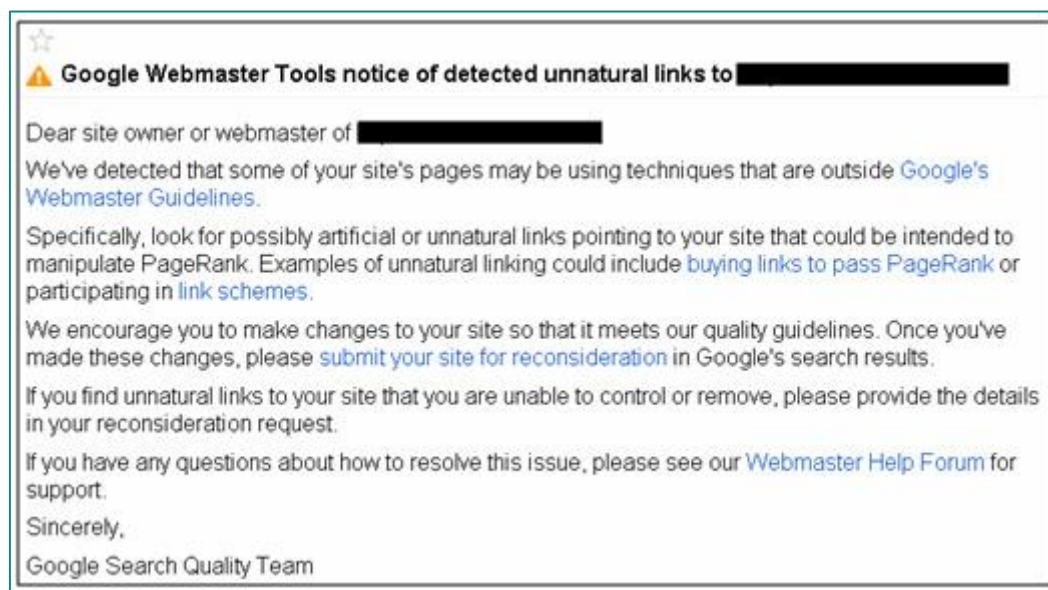 Google Webmaster Tools notice of detected unnatural links to
Dear site owner or webmaster of
We've detected that some of your site's pages may be using techniques that are outside Google's
Webmaster Guidelines.
Specifically, look for possibly artificial or unnatural links pointing to your site that could be intended to
manipulate PageRank. Examples of unnatural linking could include buying links to pass PageRank or
participating in link schemes.
We encourage you to make changes to your site so that it meets our quality guidelines. Once you've
made these changes, please submit your site for reconsideration in Google's search results.
If you find unnatural links to your site that you are unable to control or remove, please provide the details
in your reconsideration request.
If you have any questions about how to resolve this issue, please see our Webmaster Help Forum for
support.
Sincerely,
Google Search Quality Team